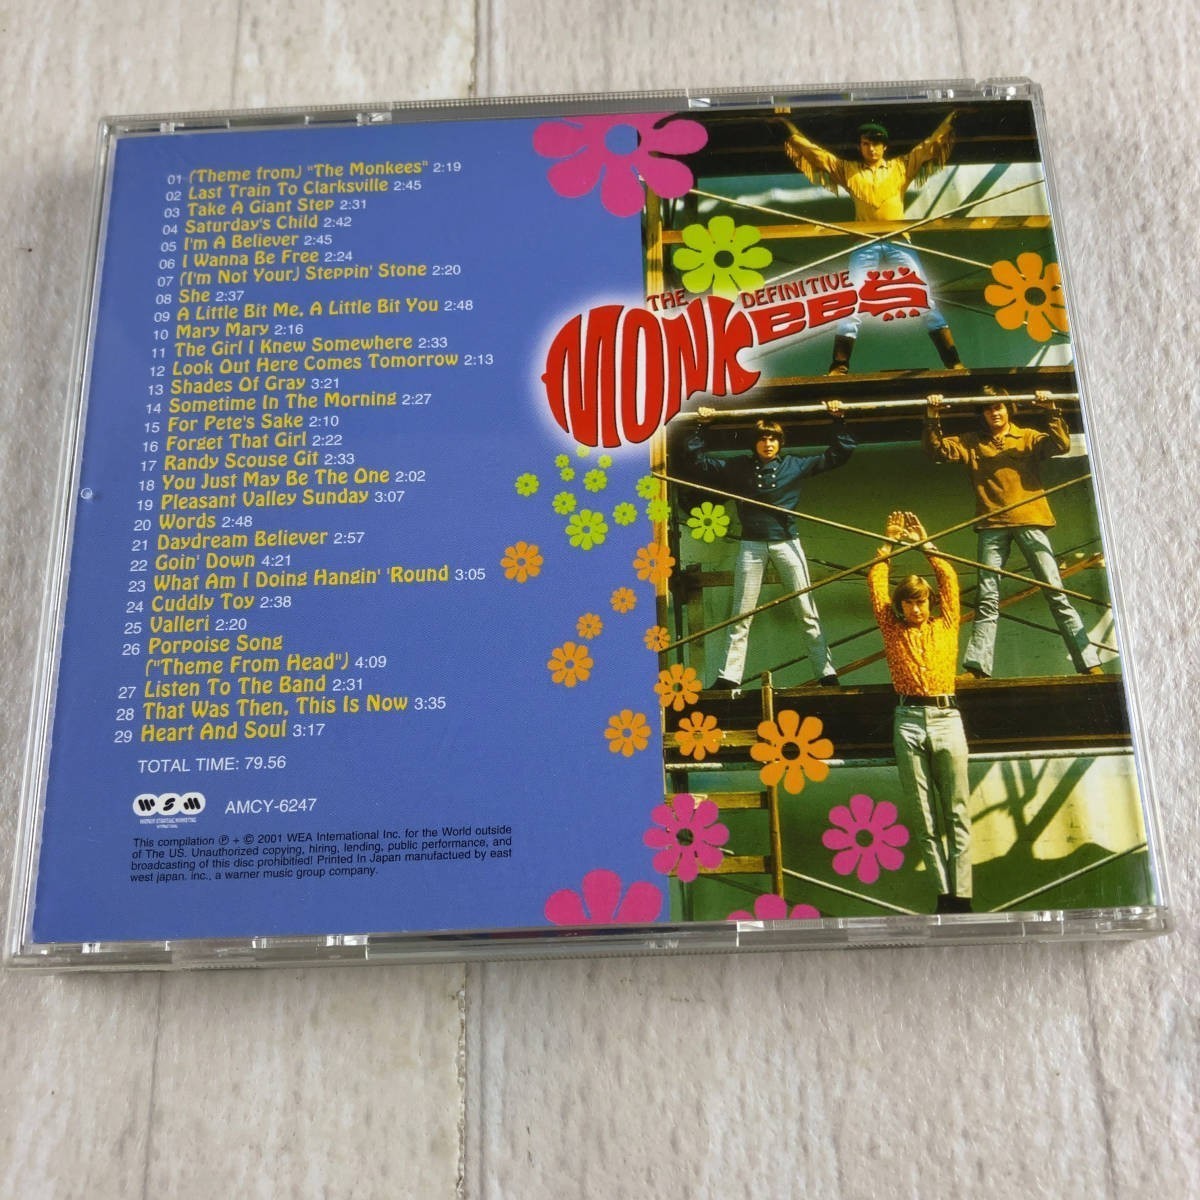 01 (Theme from) "The Monkees" 2:19
02 Last Train To Clarksville 2:45
03 Take A Giant Step 2:31
04 Saturday's Child 2:42
05 I'm A Believer 2:45
06 I Wanna Be Free 2:24
07 (I'm Not Your) Steppin' Stone 2:20
08 She 2:37
09 A Little Bit Me, A Little Bit You 2:48
10 Mary Mary 2:16
11 The Girl I Knew Somewhere 2:33
12 Look Out Here Comes Tomorrow 2:13
13 Shades Of Gray 3:21
14 Sometime In The Morning 2:27
15 For Pete's Sake 2:10
16 Forget That Girl 2:22
17 Randy Scouse Git 2:33
18 You Just May Be The One 2:02
19 Pleasant Valley Sunday 3:07
20 Words 2:48
21 Daydream Believer 2:57
22 Goin' Down 4:21
23 What Am I Doing Hangin' 'Round 3:05
24 Cuddly Toy 2:38
25 Valleri 2:20
26 Porpoise Song
("Theme From Head") 4:09
27 Listen To The Band 2:31
28 That Was Then, This Is Now 3:35
29 Heart And Soul 3:17
TOTAL TIME: 79.56
WSM
WARNER STRATEGIC MARKETING
INTERNATIONAL
AMCY-6247
This compilation ℗ + © 2001 WEA International Inc. for the World outside
of The US. Unauthorized copying, hiring, lending, public performance, and
broadcasting of this disc prohibitied! Printed In Japan manufactued by east
west japan. inc., a warner music group company.
THE DEFINITIVE
MONKEES